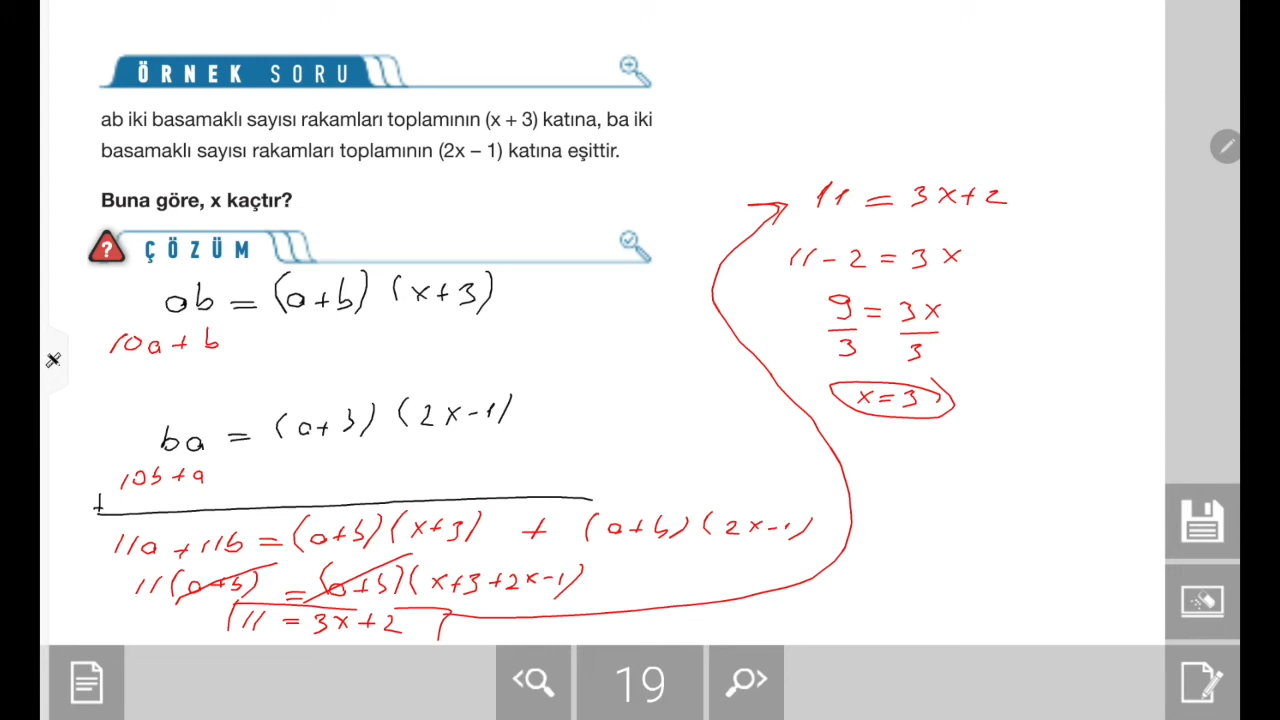 ÖRNEK SORU
ab iki basamaklı sayısı rakamları toplamının (x + 3) katına, ba iki
basamaklı sayısı rakamları toplamının (2x – 1) katına eşittir.
Buna göre, x kaçtır?
? ÇÖZÜM
ab = (a+b) (x+3)
10a + b
ba = (a+3) (2x-1)
10b + a
+
11a + 11b = (a+b)(x+3) + (a+b)(2x-1)
11(a+b) = (a+b)(x+3+2x-1)
11 = 3x+2
11 = 3x+2
11-2 = 3x
9/3 = 3x/3
x=3
19